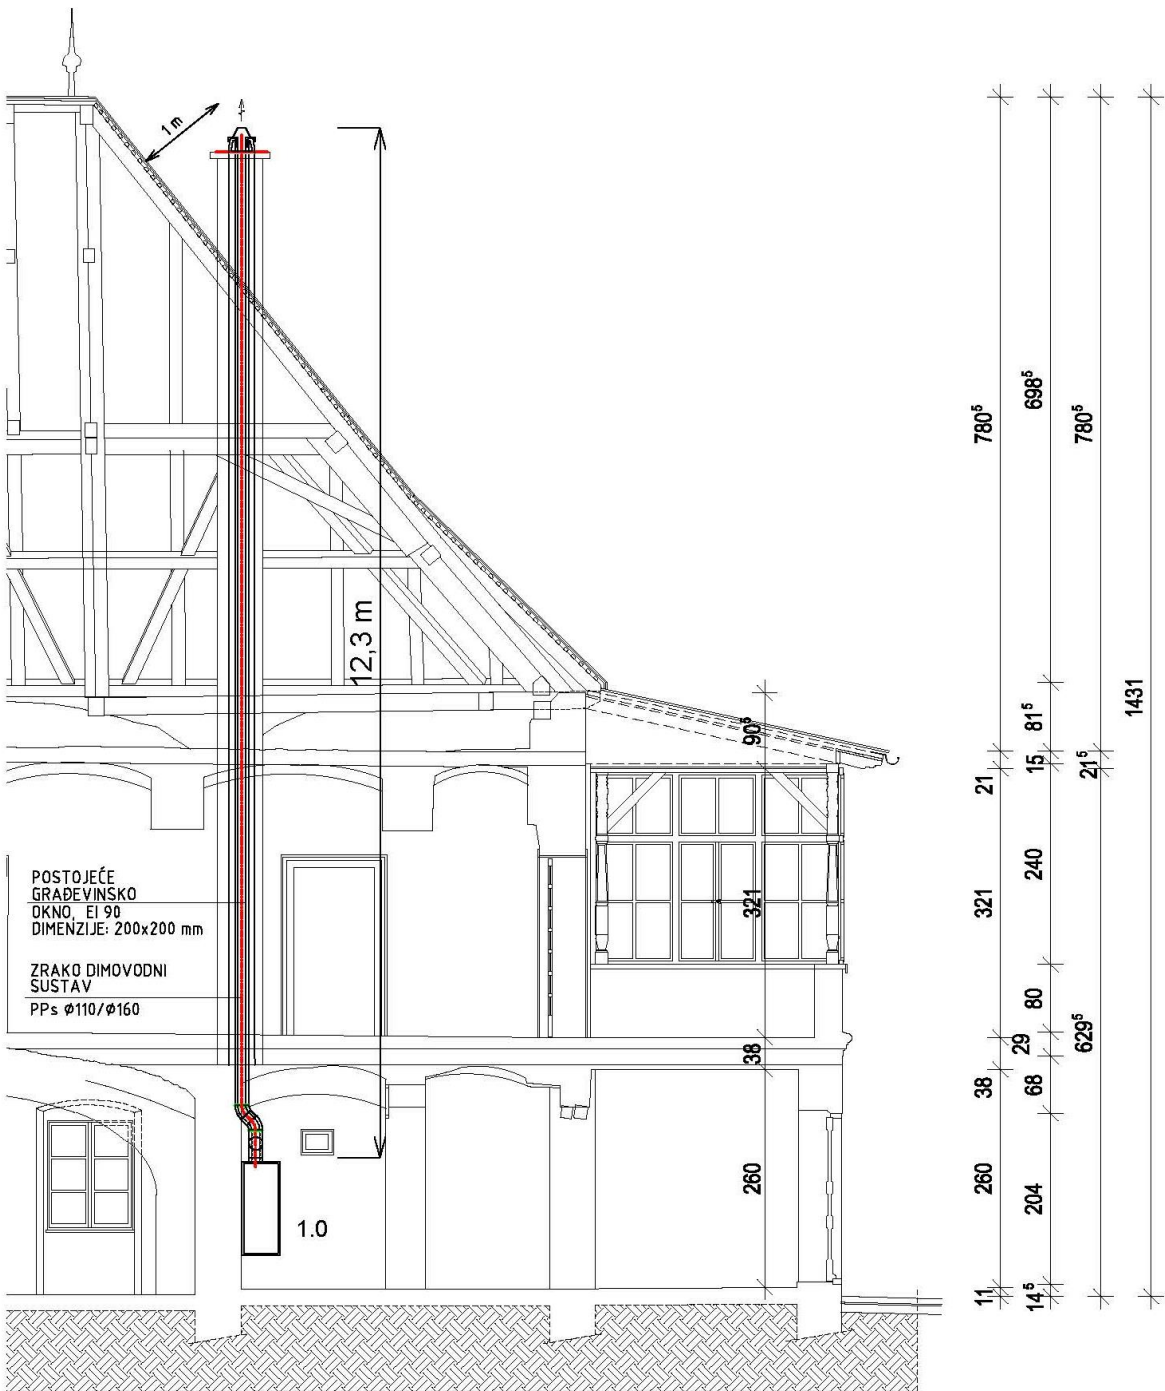 1 m
12,3 m
POSTOJEĆE
GRAĐEVINSKO
OKNO, EI 90
DIMENZIJE: 200x200 mm
ZRAKO DIMOVODNI
SUSTAV
PPs Ø110/Ø160
1.0
90⁵
321
38
260
780⁵
21
321
38
260
11
698⁵
81⁵
15
240
80
29
68
204
14⁵
780⁵
21⁵
629⁵
1431